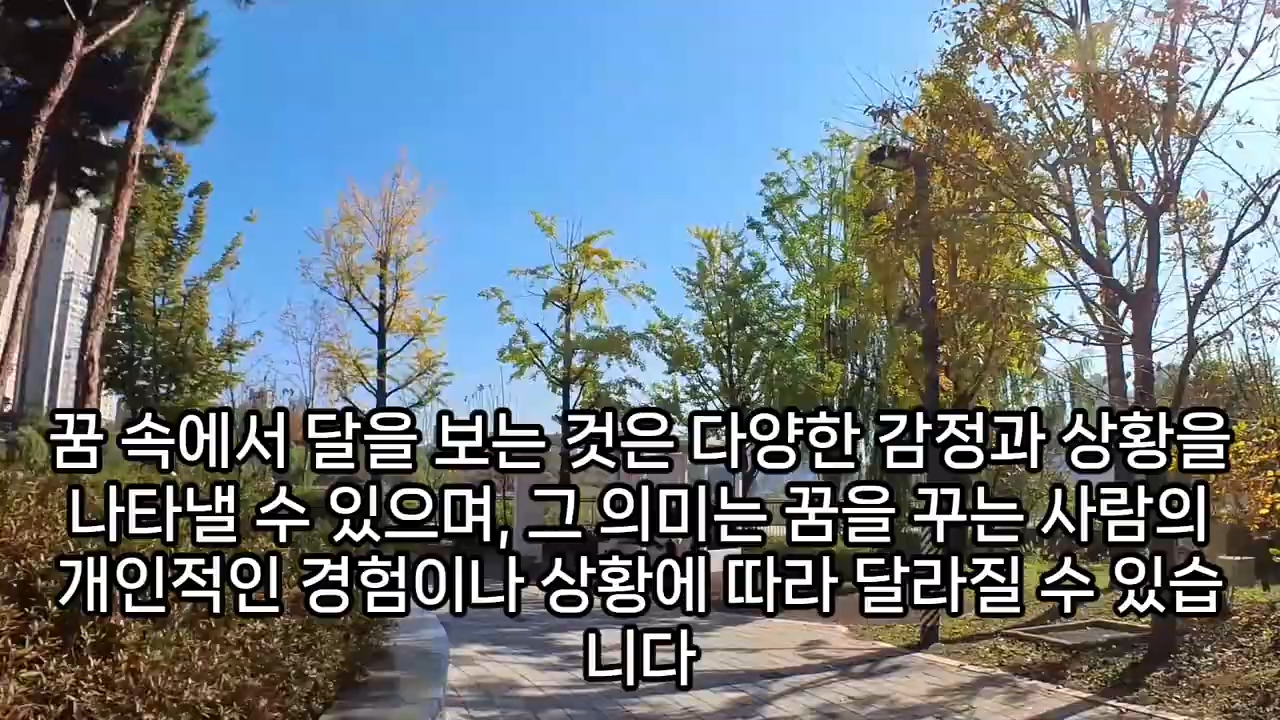 꿈 속에서 달을 보는 것은 다양한 감정과 상황을
나타낼 수 있으며, 그 의미는 꿈을 꾸는 사람의
개인적인 경험이나 상황에 따라 달라질 수 있습
니다